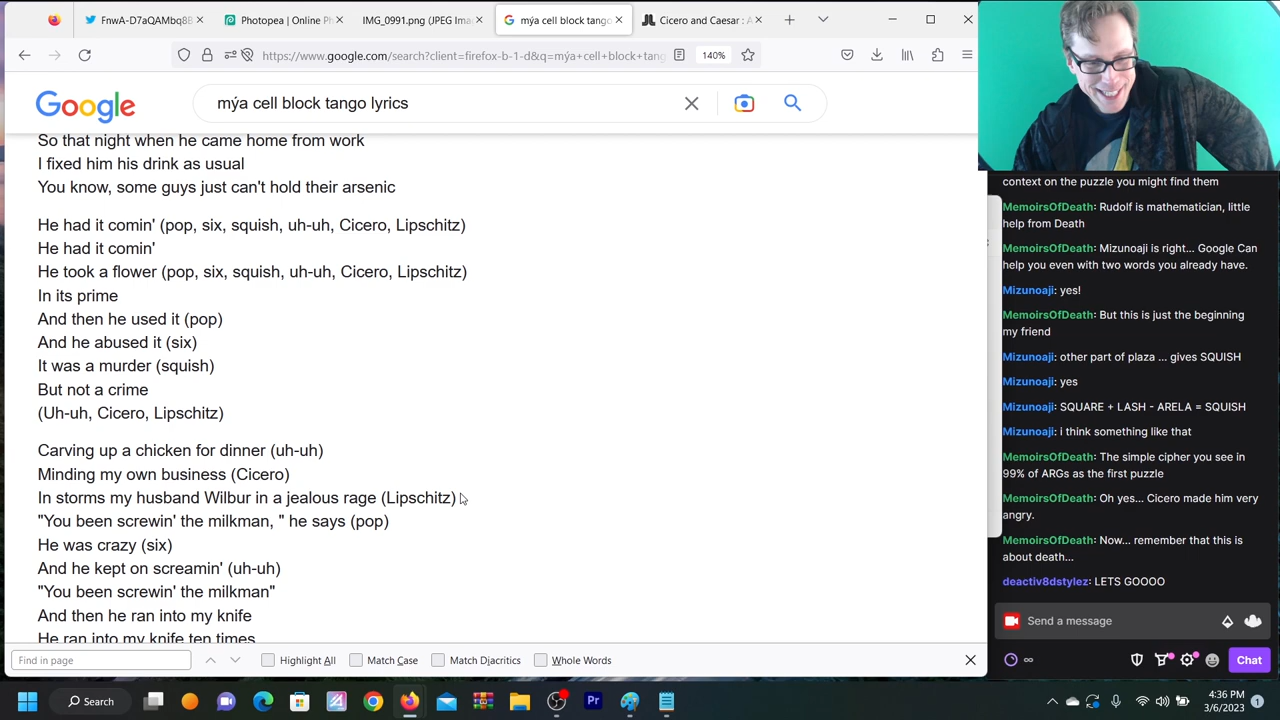 FnwA-D7aQAMbq8B
Photopea | Online Ph
IMG_0991.png (JPEG Imag
mýa cell block tango
Cicero and Caesar : A
https://www.google.com/search?client=firefox-b-1-d&q=mýa+cell+block+tang
140%
Google
mýa cell block tango lyrics
So that night when he came home from work
I fixed him his drink as usual
You know, some guys just can't hold their arsenic
He had it comin' (pop, six, squish, uh-uh, Cicero, Lipschitz)
He had it comin'
He took a flower (pop, six, squish, uh-uh, Cicero, Lipschitz)
In its prime
And then he used it (pop)
And he abused it (six)
It was a murder (squish)
But not a crime
(Uh-uh, Cicero, Lipschitz)
Carving up a chicken for dinner (uh-uh)
Minding my own business (Cicero)
In storms my husband Wilbur in a jealous rage (Lipschitz)
"You been screwin' the milkman, " he says (pop)
He was crazy (six)
And he kept on screamin' (uh-uh)
"You been screwin' the milkman"
And then he ran into my knife
He ran into my knife ten times
Find in page
Highlight All
Match Case
Match Diacritics
Whole Words
context on the puzzle you might find them
MemoirsOfDeath: Rudolf is mathematician, little
help from Death
MemoirsOfDeath: Mizunoaji is right... Google Can
help you even with two words you already have.
Mizunoaji: yes!
MemoirsOfDeath: But this is just the beginning
my friend
Mizunoaji: other part of plaza ... gives SQUISH
Mizunoaji: yes
Mizunoaji: SQUARE + LASH - ARELA = SQUISH
Mizunoaji: i think something like that
MemoirsOfDeath: The simple cipher you see in
99% of ARGs as the first puzzle
MemoirsOfDeath: Oh yes... Cicero made him very
angry.
MemoirsOfDeath: Now... remember that this is
about death...
deactiv8dstylez: LETS GOOOO
Send a message
Chat
Search
Pr
4:36 PM
3/6/2023
1